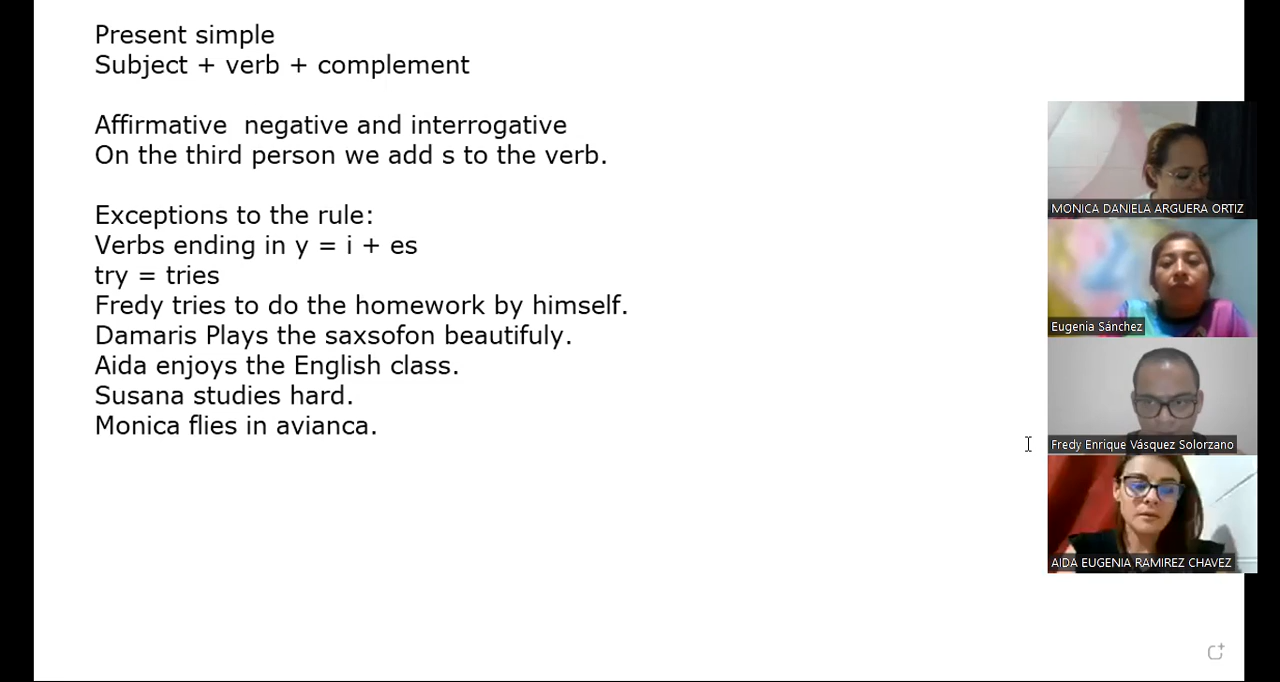 Present simple
Subject + verb + complement
Affirmative  negative and interrogative
On the third person we add s to the verb.
Exceptions to the rule:
Verbs ending in y = i + es
try = tries
Fredy tries to do the homework by himself.
Damaris Plays the saxsofon beautifuly.
Aida enjoys the English class.
Susana studies hard.
Monica flies in avianca.
MONICA DANIELA ARGUERA ORTIZ
Eugenia Sánchez
Fredy Enrique Vásquez Solorzano
AIDA EUGENIA RAMIREZ CHAVEZ